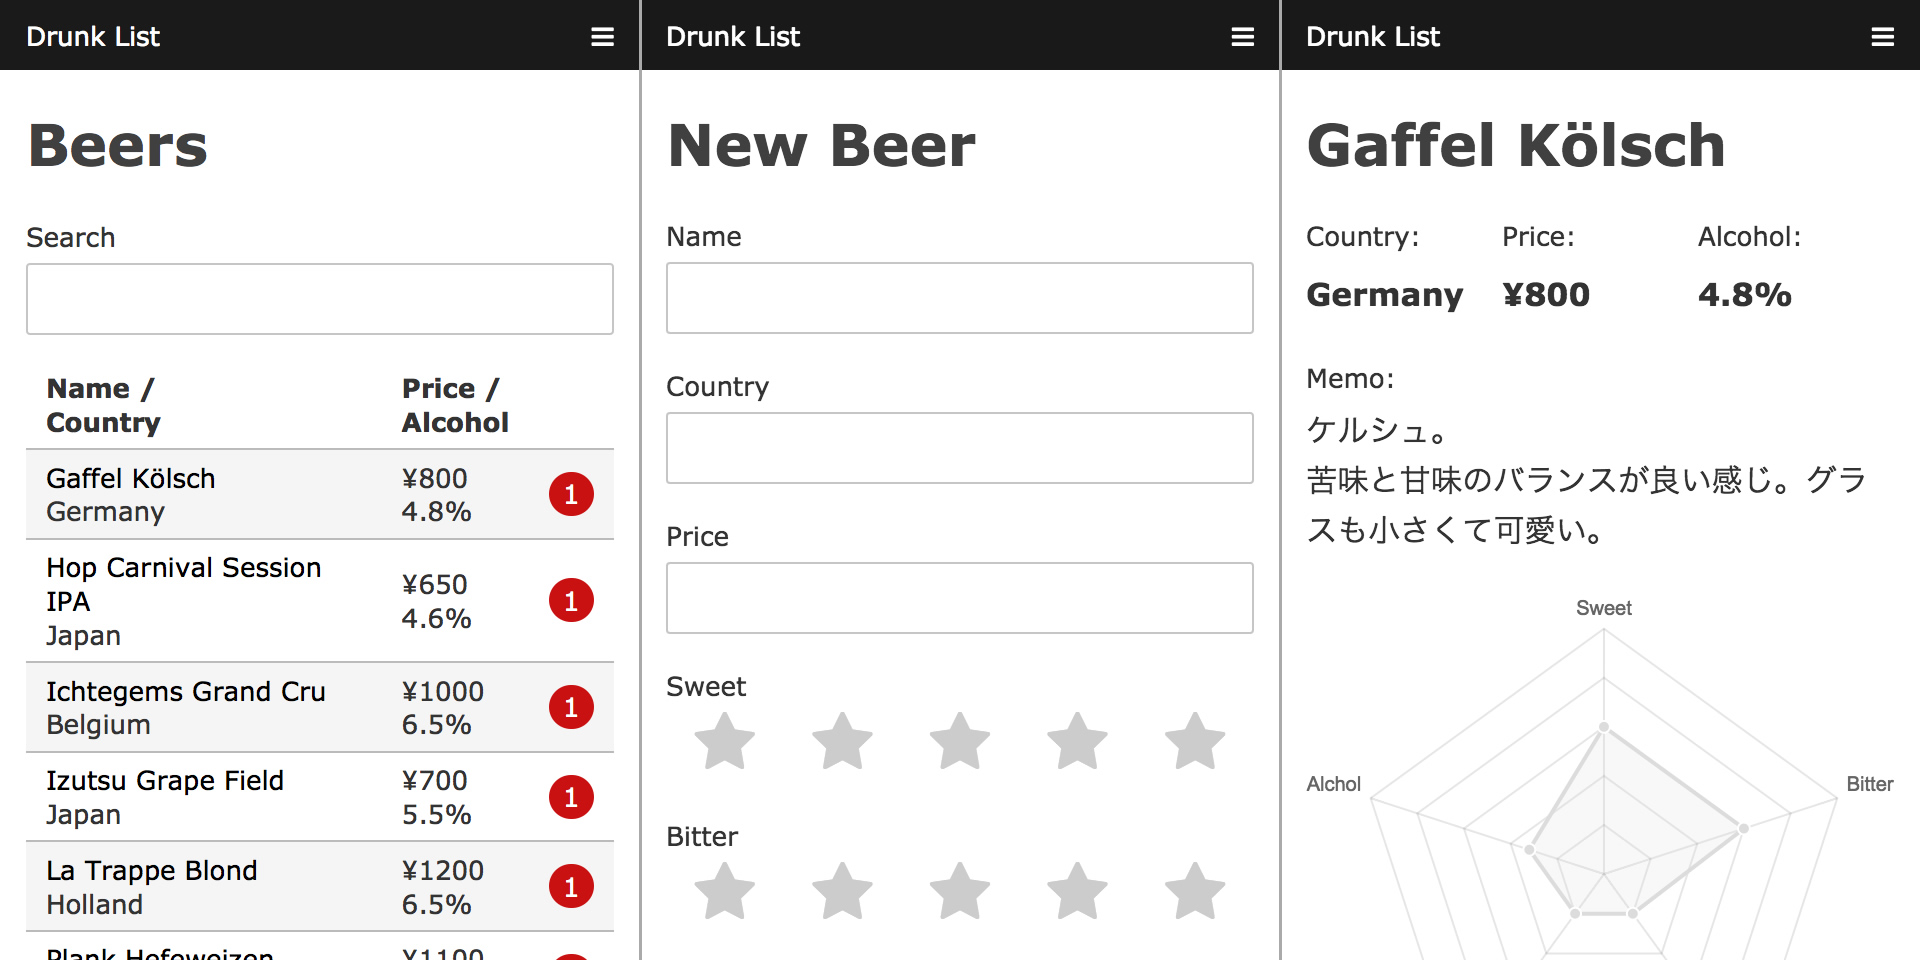 Drunk List
Beers
Search
Name /
Country
Price /
Alcohol
Gaffel Kölsch
Germany
¥800
4.8%
1
Hop Carnival Session
IPA
Japan
¥650
4.6%
1
Ichtegems Grand Cru
Belgium
¥1000
6.5%
1
Izutsu Grape Field
Japan
¥700
5.5%
1
La Trappe Blond
Holland
¥1200
6.5%
1
Plank Hefeweizen
¥1100
Drunk List
New Beer
Name
Country
Price
Sweet
Bitter
Drunk List
Gaffel Kölsch
Country:
Price:
Alcohol:
Germany
¥800
4.8%
Memo:
ケルシュ。
苦味と甘味のバランスが良い感じ。グラ
スも小さくて可愛い。
Sweet
Alchol
Bitter